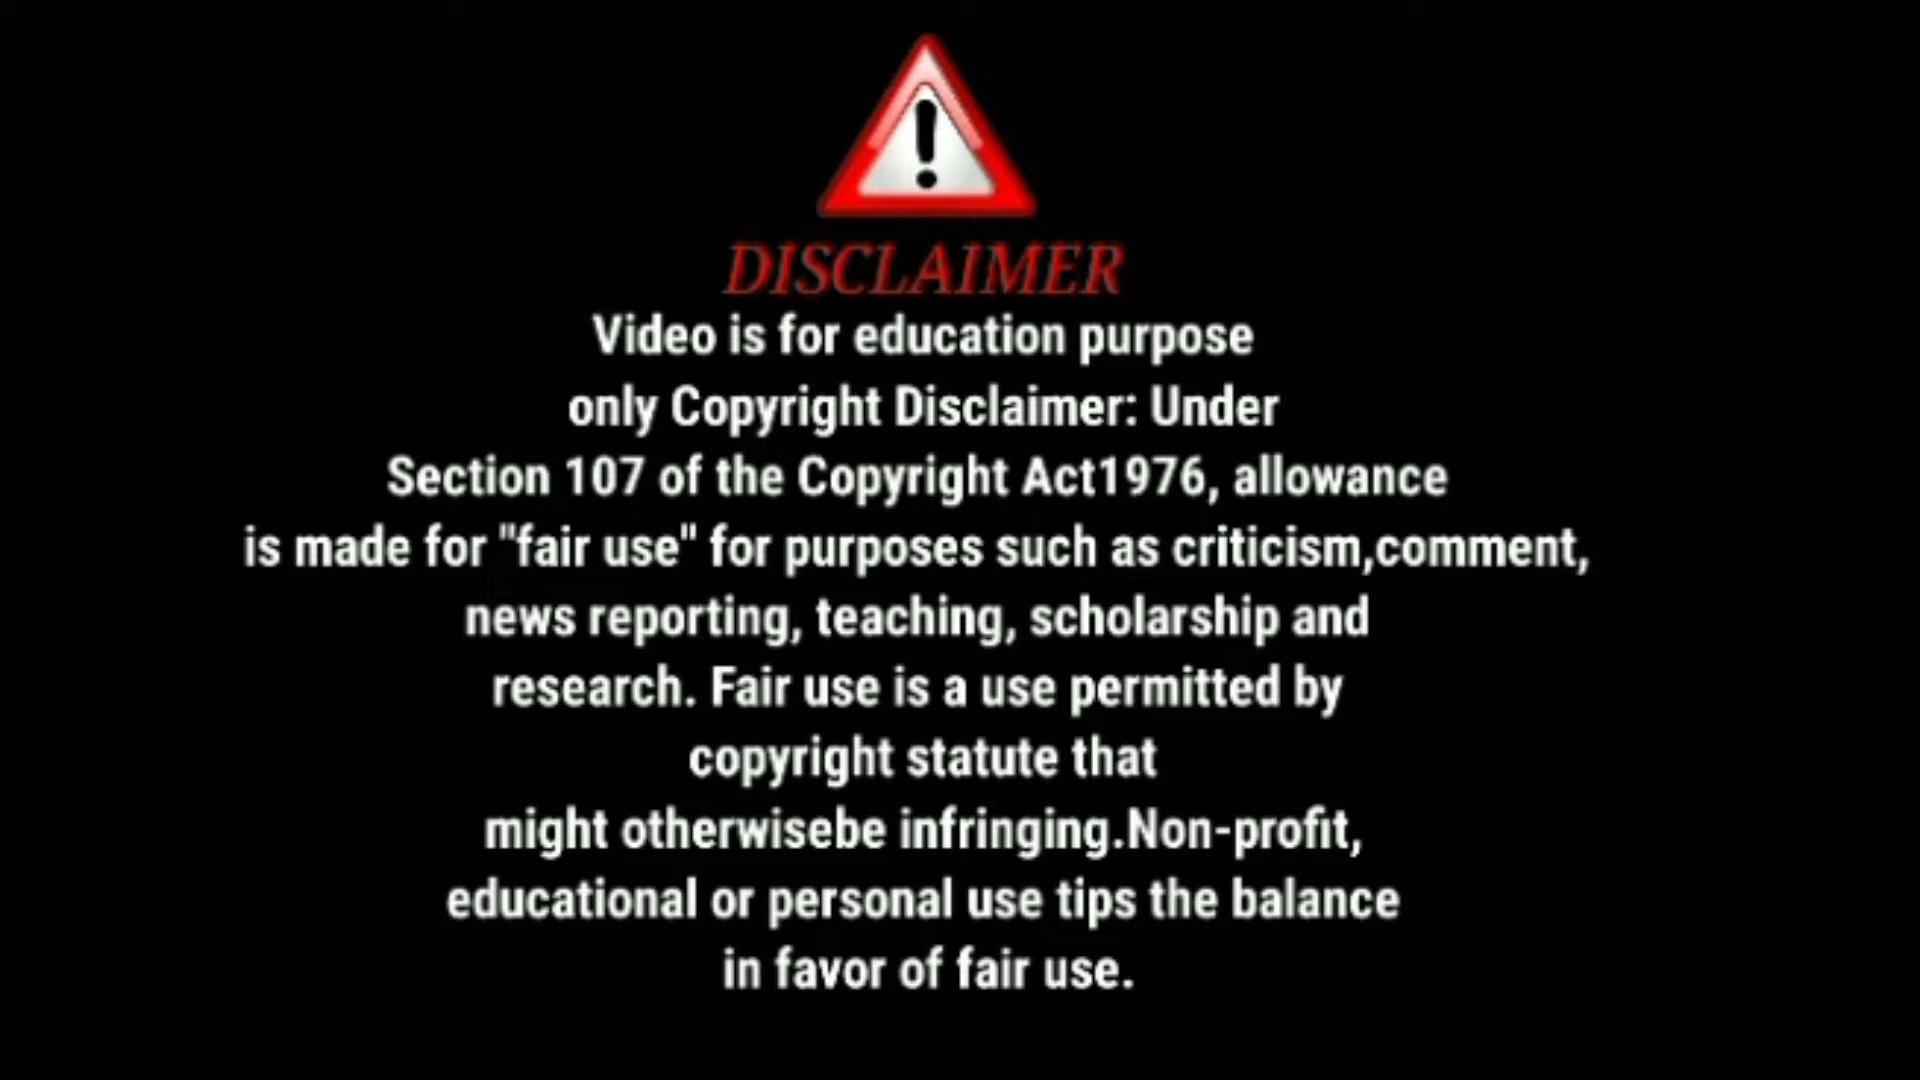 DISCLAIMER
Video is for education purpose
only Copyright Disclaimer: Under
Section 107 of the Copyright Act1976, allowance
is made for "fair use" for purposes such as criticism,comment,
news reporting, teaching, scholarship and
research. Fair use is a use permitted by
copyright statute that
might otherwisebe infringing.Non-profit,
educational or personal use tips the balance
in favor of fair use.